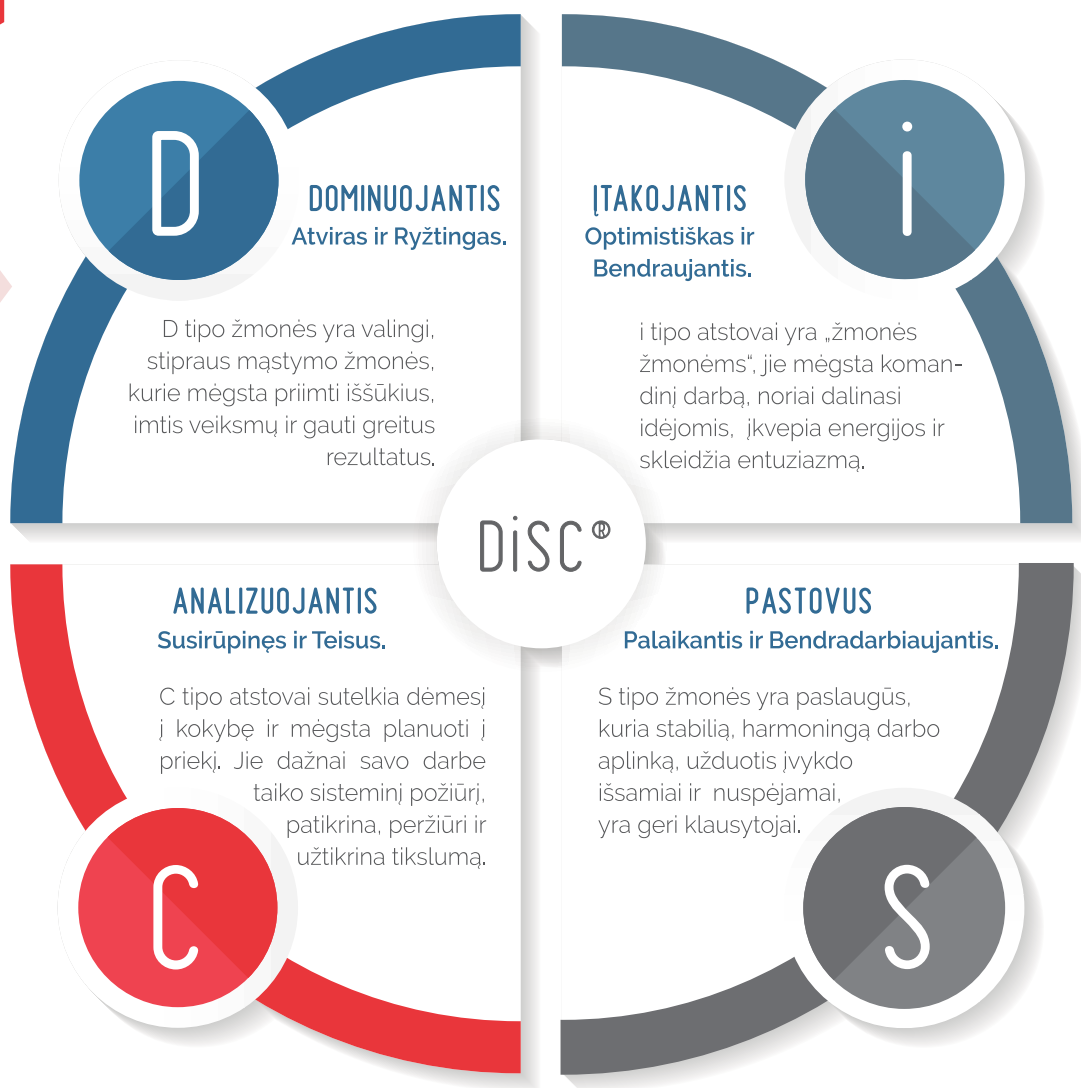 D
DOMINUOJANTIS
Atviras ir Ryžtingas.
D tipo žmonės yra valingi,
stipraus mąstymo žmonės,
kurie mėgsta priimti iššūkius,
imtis veiksmų ir gauti greitus
rezultatus.
i
ĮTAKOJANTIS
Optimistiškas ir
Bendraujantis.
i tipo atstovai yra „žmonės
žmonėms“, jie mėgsta koman-
dinį darbą, noriai dalinasi
idėjomis, įkvepia energijos ir
skleidžia entuziazmą.
DiSC®
ANALIZUOJANTIS
Susirūpinęs ir Teisus.
C tipo atstovai sutelkia dėmesį
į kokybę ir mėgsta planuoti į
priekį. Jie dažnai savo darbe
taiko sisteminį požiūrį,
patikrina, peržiūri ir
užtikrina tikslumą.
C
PASTOVUS
Palaikantis ir Bendradarbiaujantis.
S tipo žmonės yra paslaugūs,
kuria stabilią, harmoningą darbo
aplinką, užduotis įvykdo
išsamiai ir nuspėjamai,
yra geri klausytojai.
S